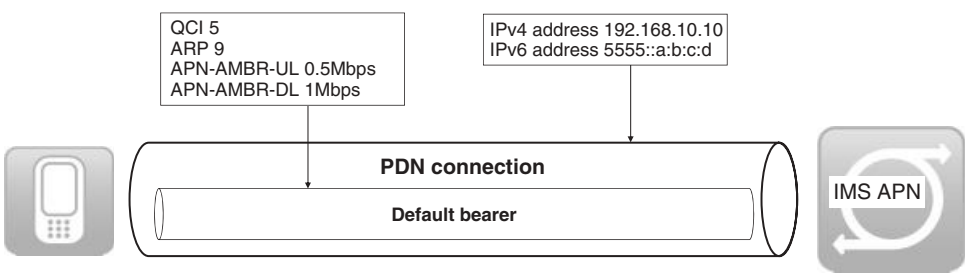 QCI 5
ARP 9
APN-AMBR-UL 0.5Mbps
APN-AMBR-DL 1Mbps
IPv4 address 192.168.10.10
IPv6 address 5555::a:b:c:d
PDN connection
Default bearer
IMS APN